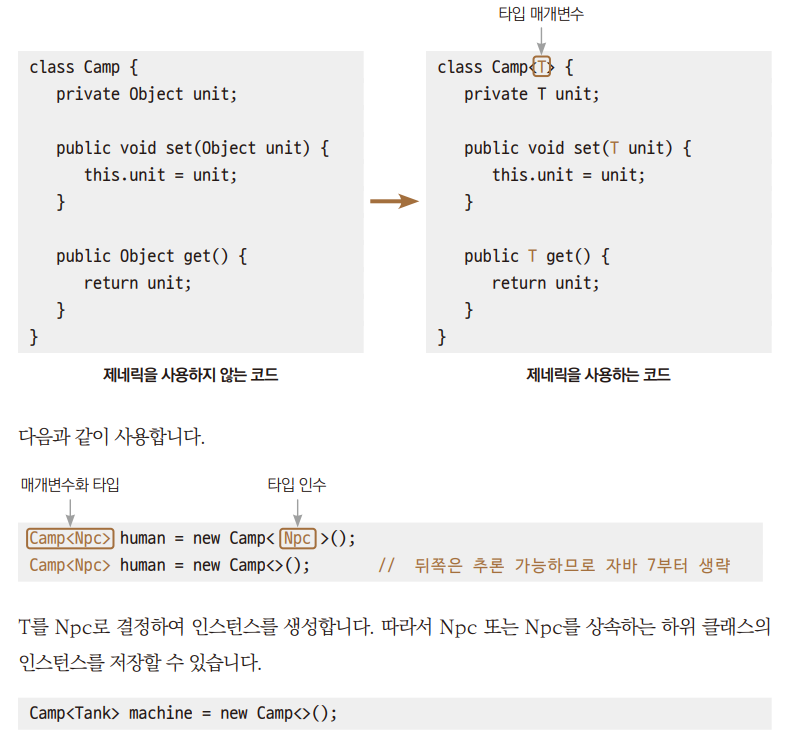 타입 매개변수
class Camp {
private Object unit;
public void set(Object unit) {
this.unit = unit;
}
public Object get() {
return unit;
}
}
제네릭을 사용하지 않는 코드
class Camp<T> {
private T unit;
public void set(T unit) {
this.unit = unit;
}
public T get() {
return unit;
}
}
제네릭을 사용하는 코드
다음과 같이 사용합니다.
매개변수화 타입 타입 인수
Camp<Npc> human = new Camp< Npc >();
Camp<Npc> human = new Camp<>(); // 뒤쪽은 추론 가능하므로 자바 7부터 생략
T를 Npc로 결정하여 인스턴스를 생성합니다. 따라서 Npc 또는 Npc를 상속하는 하위 클래스의
인스턴스를 저장할 수 있습니다.
Camp<Tank> machine = new Camp<>();